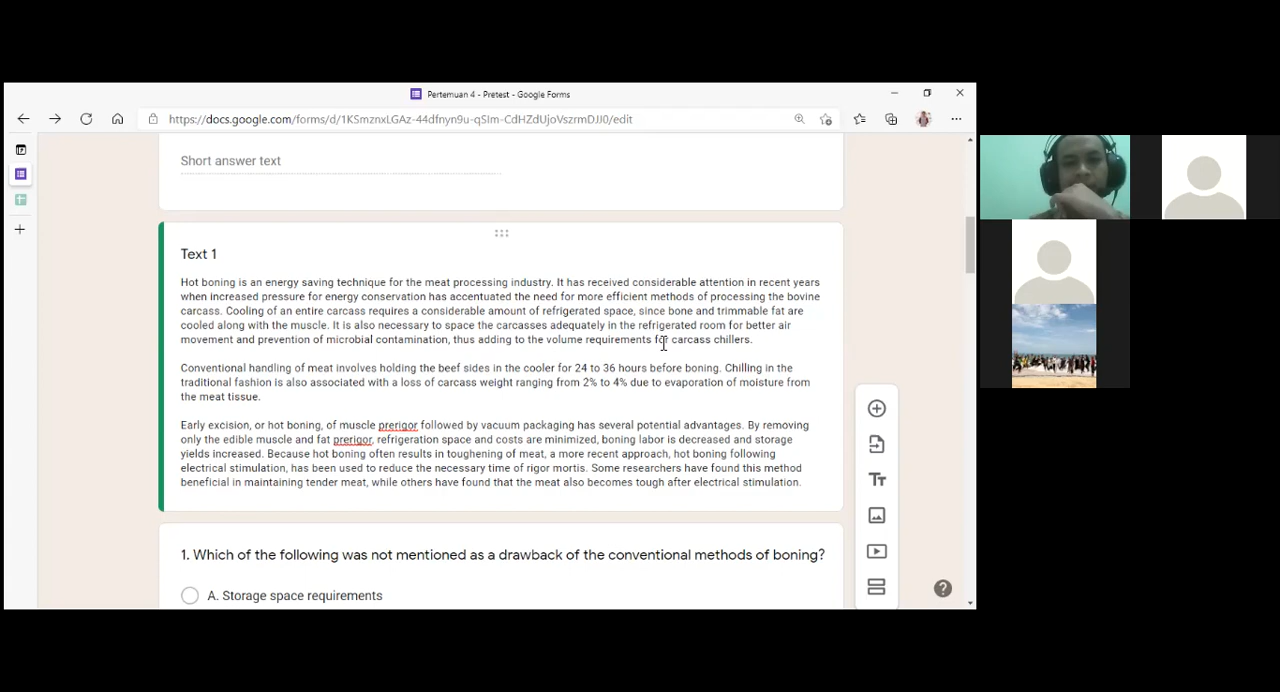 Pertemuan 4 - Pretest - Google Forms
https://docs.google.com/forms/d/1KSmznxLGAz-44dfnyn9u-qSIm-CdHZdUjoVszrmDJJ0/edit
Short answer text
Text 1
Hot boning is an energy saving technique for the meat processing industry. It has received considerable attention in recent years
when increased pressure for energy conservation has accentuated the need for more efficient methods of processing the bovine
carcass. Cooling of an entire carcass requires a considerable amount of refrigerated space, since bone and trimmable fat are
cooled along with the muscle. It is also necessary to space the carcasses adequately in the refrigerated room for better air
movement and prevention of microbial contamination, thus adding to the volume requirements for carcass chillers.
Conventional handling of meat involves holding the beef sides in the cooler for 24 to 36 hours before boning. Chilling in the
traditional fashion is also associated with a loss of carcass weight ranging from 2% to 4% due to evaporation of moisture from
the meat tissue.
Early excision, or hot boning, of muscle prerigor followed by vacuum packaging has several potential advantages. By removing
only the edible muscle and fat prerigor, refrigeration space and costs are minimized, boning labor is decreased and storage
yields increased. Because hot boning often results in toughening of meat, a more recent approach, hot boning following
electrical stimulation, has been used to reduce the necessary time of rigor mortis. Some researchers have found this method
beneficial in maintaining tender meat, while others have found that the meat also becomes tough after electrical stimulation.
Tт
1. Which of the following was not mentioned as a drawback of the conventional methods of boning?
A. Storage space requirements